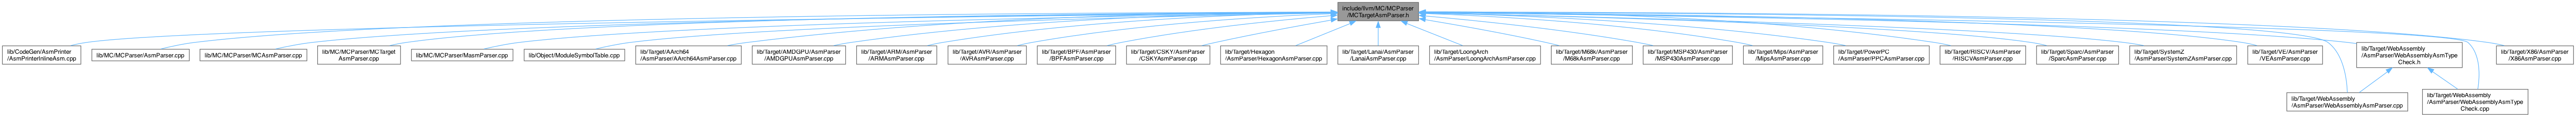 include/llvm/MC/MCParser
/MCTargetAsmParser.h
lib/CodeGen/AsmPrinter
/AsmPrinterInlineAsm.cpp
lib/MC/MCParser/AsmParser.cpp
lib/MC/MCParser/MCAsmParser.cpp
lib/MC/MCParser/MCTarget
AsmParser.cpp
lib/MC/MCParser/MasmParser.cpp
lib/Object/ModuleSymbolTable.cpp
lib/Target/AArch64
/AsmParser/AArch64AsmParser.cpp
lib/Target/AMDGPU/AsmParser
/AMDGPUAsmParser.cpp
lib/Target/ARM/AsmParser
/ARMAsmParser.cpp
lib/Target/AVR/AsmParser
/AVRAsmParser.cpp
lib/Target/BPF/AsmParser
/BPFAsmParser.cpp
lib/Target/CSKY/AsmParser
/CSKYAsmParser.cpp
lib/Target/Hexagon
/AsmParser/HexagonAsmParser.cpp
lib/Target/Lanai/AsmParser
/LanaiAsmParser.cpp
lib/Target/LoongArch
/AsmParser/LoongArchAsmParser.cpp
lib/Target/M68k/AsmParser
/M68kAsmParser.cpp
lib/Target/MSP430/AsmParser
/MSP430AsmParser.cpp
lib/Target/Mips/AsmParser
/MipsAsmParser.cpp
lib/Target/PowerPC
/AsmParser/PPCAsmParser.cpp
lib/Target/RISCV/AsmParser
/RISCVAsmParser.cpp
lib/Target/Sparc/AsmParser
/SparcAsmParser.cpp
lib/Target/SystemZ
/AsmParser/SystemZAsmParser.cpp
lib/Target/VE/AsmParser
/VEAsmParser.cpp
lib/Target/WebAssembly
/AsmParser/WebAssemblyAsmType
Check.h
lib/Target/X86/AsmParser
/X86AsmParser.cpp
lib/Target/WebAssembly
/AsmParser/WebAssemblyAsmParser.cpp
lib/Target/WebAssembly
/AsmParser/WebAssemblyAsmType
Check.cpp